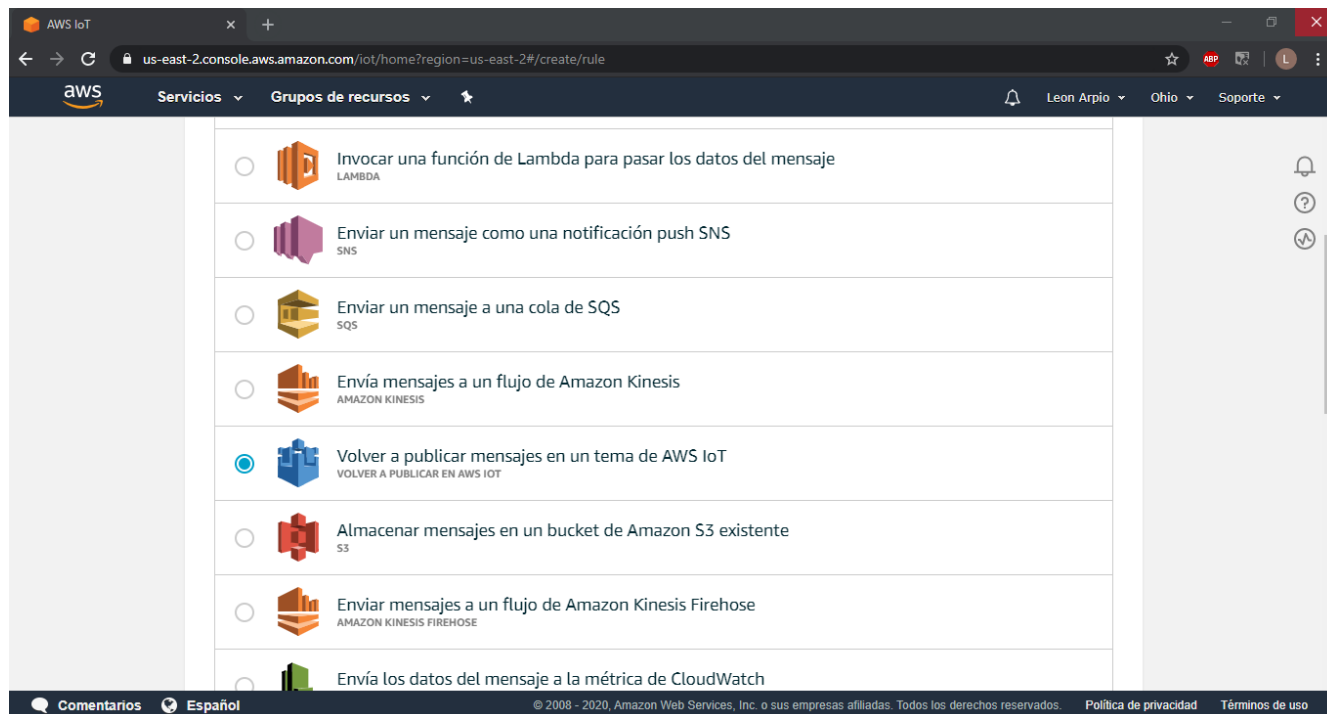 AWS IoT
us-east-2.console.aws.amazon.com/iot/home?region=us-east-2#/create/rule
ABP
L
aws Servicios Grupos de recursos Leon Arpio Ohio Soporte
Invocar una función de Lambda para pasar los datos del mensaje
LAMBDA
Enviar un mensaje como una notificación push SNS
SNS
Enviar un mensaje a una cola de SQS
SQS
Envía mensajes a un flujo de Amazon Kinesis
AMAZON KINESIS
Volver a publicar mensajes en un tema de AWS IoT
VOLVER A PUBLICAR EN AWS IOT
Almacenar mensajes en un bucket de Amazon S3 existente
S3
Enviar mensajes a un flujo de Amazon Kinesis Firehose
AMAZON KINESIS FIREHOSE
Envía los datos del mensaje a la métrica de CloudWatch
Comentarios Español © 2008 - 2020, Amazon Web Services, Inc. o sus empresas afiliadas. Todos los derechos reservados. Política de privacidad Términos de uso